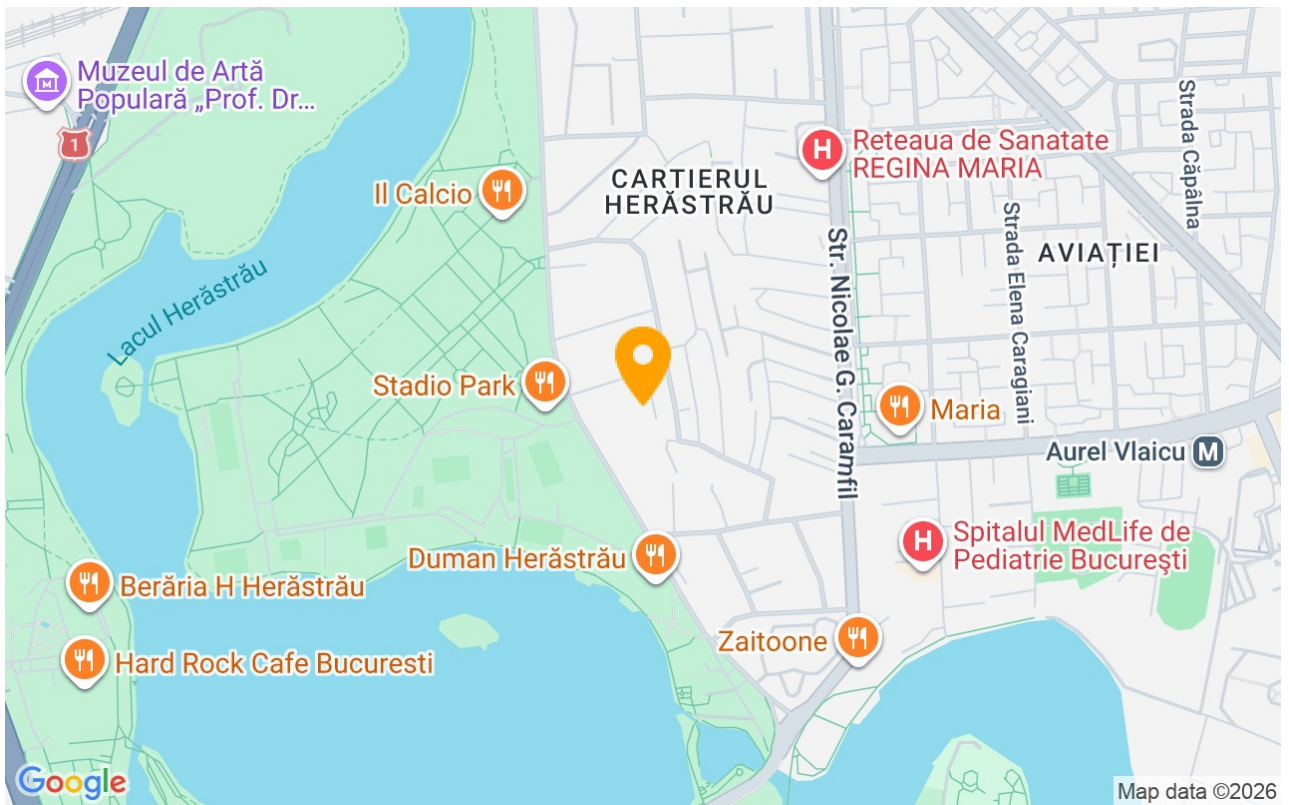 Muzeul de Artă
Populară „Prof. Dr...
1
Il Calcio
CARTIERUL
HERĂSTRĂU
H
Reteaua de Sanatate
REGINA MARIA
Strada Căpâlna
Strada Elena Caragiani
AVIAȚIEI
Str. Nicolae G. Caramfil
Lacul Herăstrău
Stadio Park
Maria
Aurel Vlaicu M
Duman Herăstrău
H
Spitalul MedLife de
Pediatrie Bucureşti
Berăria H Herăstrău
Zaitoone
Hard Rock Cafe Bucuresti
Google
Map data ©2026